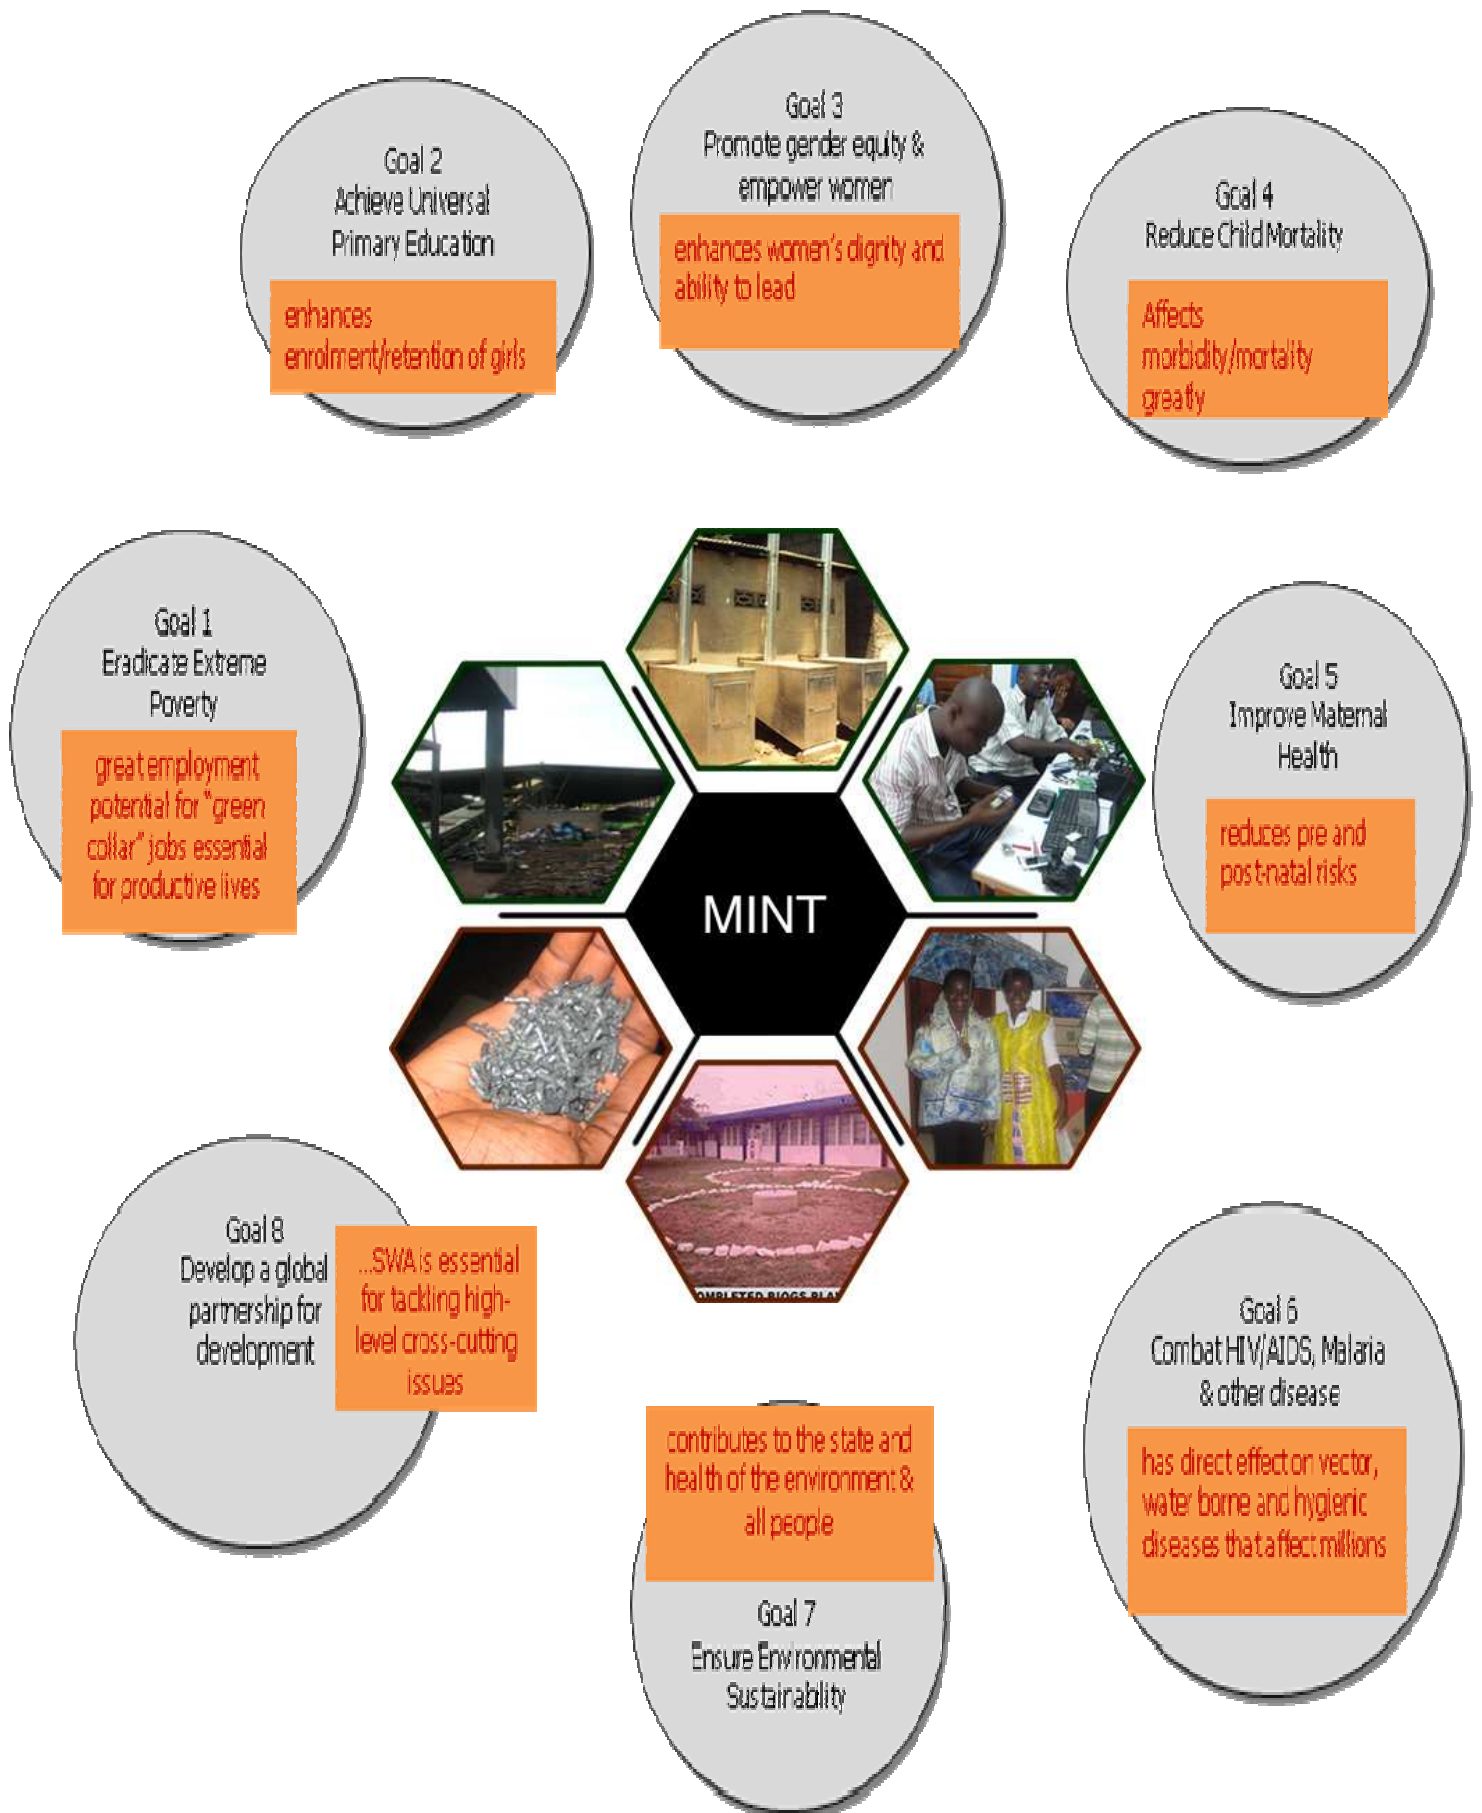 Goal 3
Promote gender equity &
empower women
enhances women's dignity and
ability to lead
Goal 2
Achieve Universal
Primary Education
enhances
enrolment/retention of girls
Goal 4
Reduce Child Mortality
Affects
morbidity/mortality
greatly
Goal 1
Eradicate Extreme
Poverty
great employment
potential for "green
collar" jobs essential
for productive lives
Goal 5
Improve Maternal
Health
reduces pre and
post-natal risks
MINT
OMPLETED BIOGS PLA
Goal 8
Develop a global
partnership for
development
...SWA is essential
for tackling high-
level cross-cutting
issues
Goal 6
Combat HIV/AIDS, Malaria
& other disease
has direct effect on vector,
water borne and hygienic
diseases that affect millions
contributes to the state and
health of the environment &
all people
Goal 7
Ensure Environmental
Sustainability